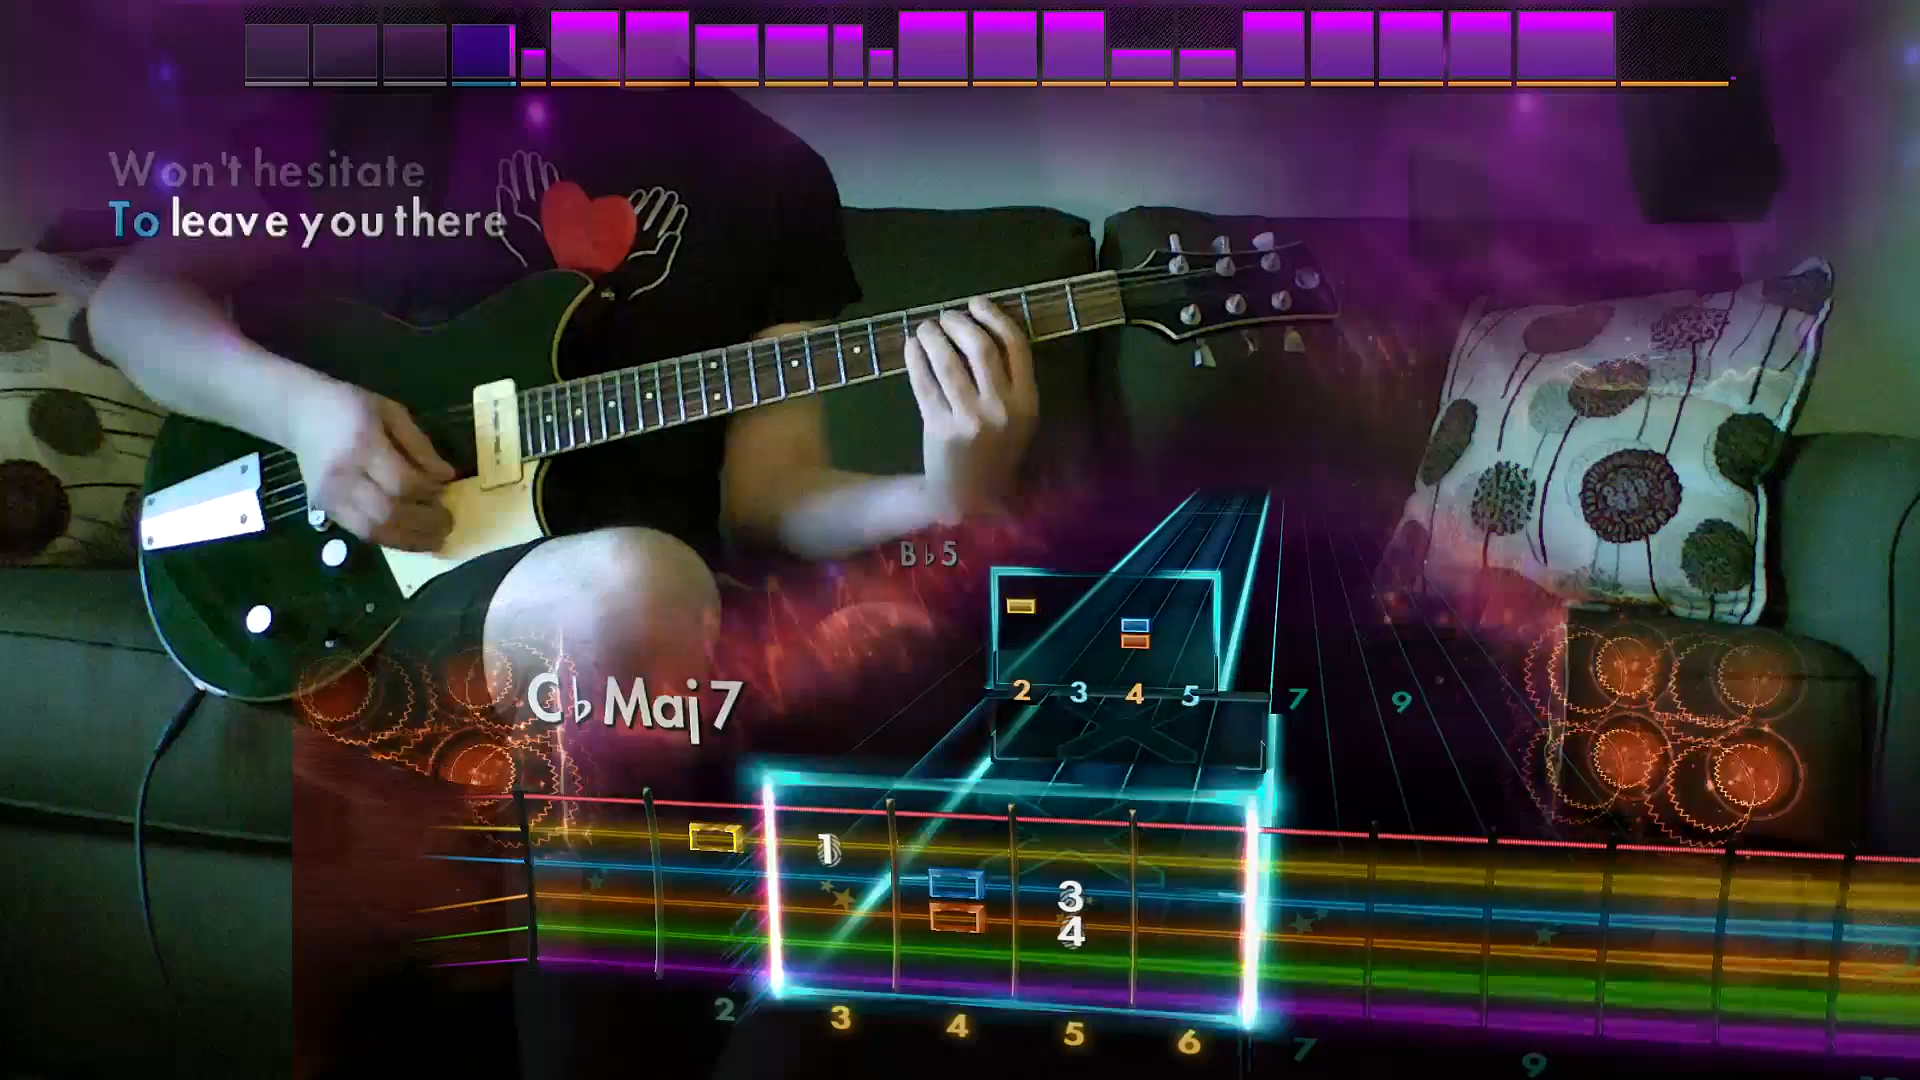 Won't hesitate
To leave you there
B♭5
C♭Maj7
2 3 4 5 7 9
1
3
4
2 3 4 5 6 7 9